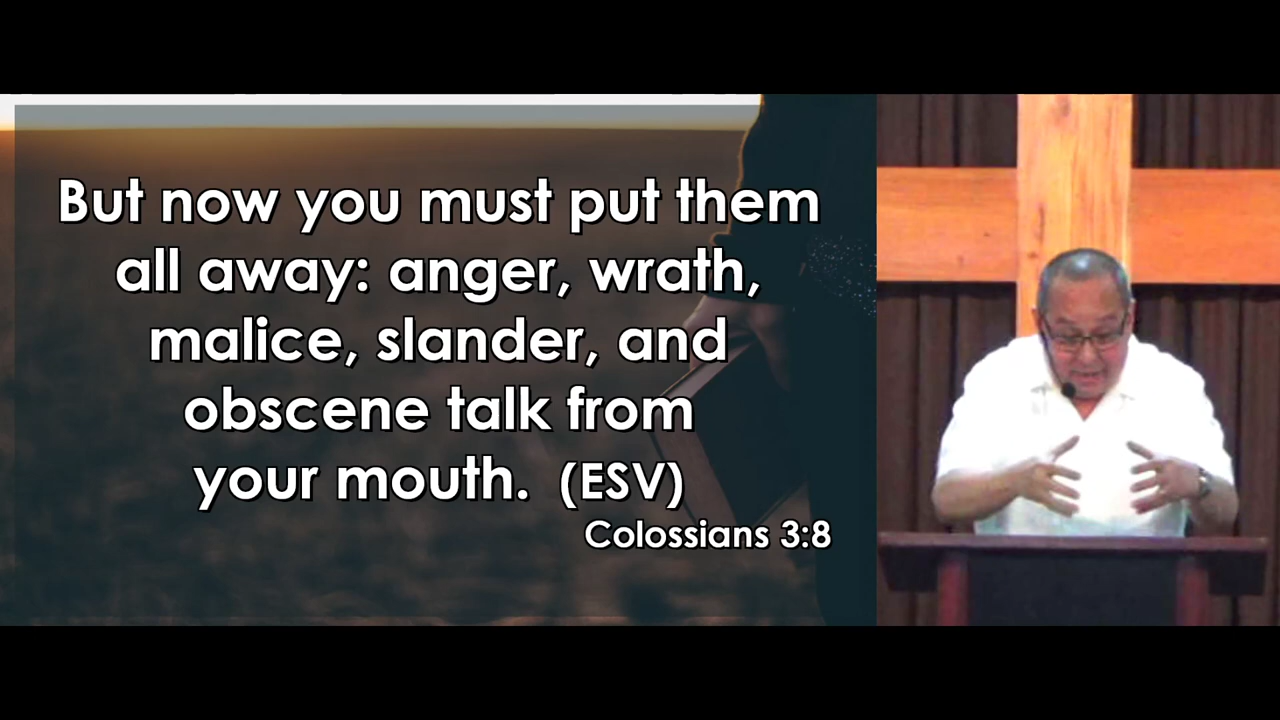 But now you must put them
all away: anger, wrath,
malice, slander, and
obscene talk from
your mouth. (ESV)
Colossians 3:8